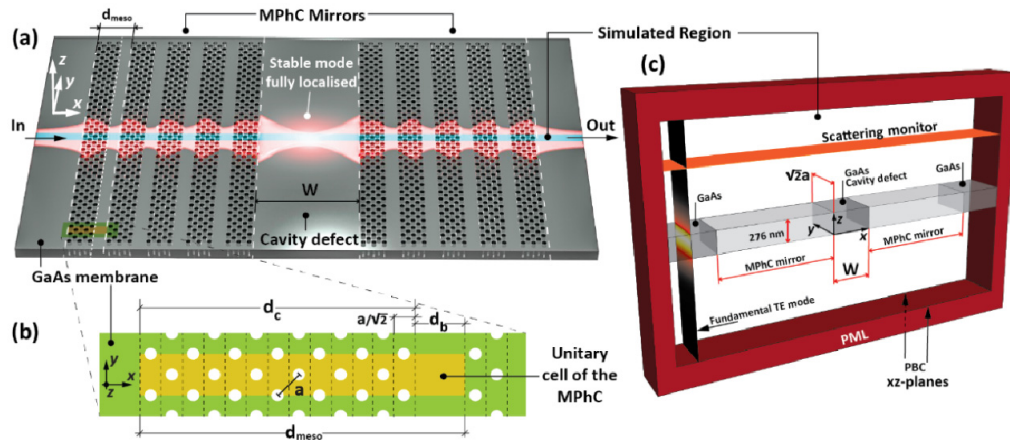 (a)
d_meso
MPhC Mirrors
Simulated Region
z
y
x
Stable mode
fully localised
In
Out
W
Cavity defect
GaAs membrane
(b)
d_c
a/√2
d_b
y
z
x
a
Unitary
cell of the
MPhC
d_meso
(c)
Scattering monitor
√2a
GaAs
GaAs
Cavity defect
GaAs
276 nm
z
y
x
MPhC mirror
MPhC mirror
W
Fundamental TE mode
PML
PBC
xz-planes